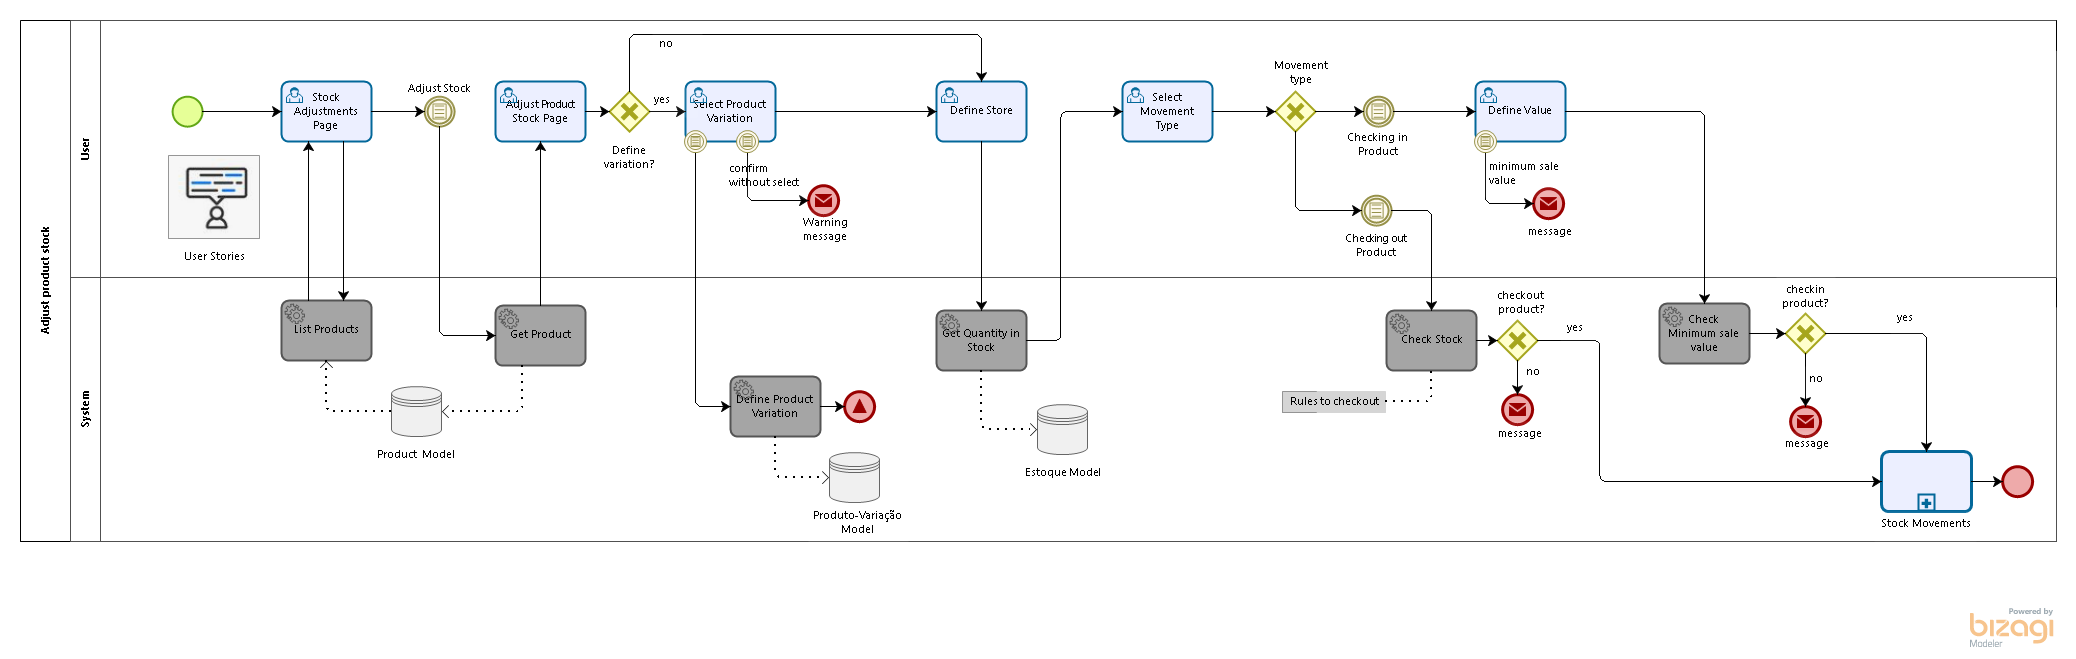 Adjust product stock
User
System
Stock
Adjustments
Page
Adjust Stock
User Stories
Adjust Product
Stock Page
no
yes
Define
variation?
Select Product
Variation
confirm
without select
Warning
message
Define Store
Select
Movement
Type
Movement
type
Checking in
Product
Checking out
Product
Define Value
minimum sale
value
message
List Products
Product Model
Get Product
Define Product
Variation
Produto-Variação
Model
Get Quantity in
Stock
Estoque Model
Rules to checkout
Check Stock
checkout
product?
yes
no
message
Check
Minimum sale
value
checkin
product?
yes
no
message
Stock Movements
Powered by
bizagi
Modeler